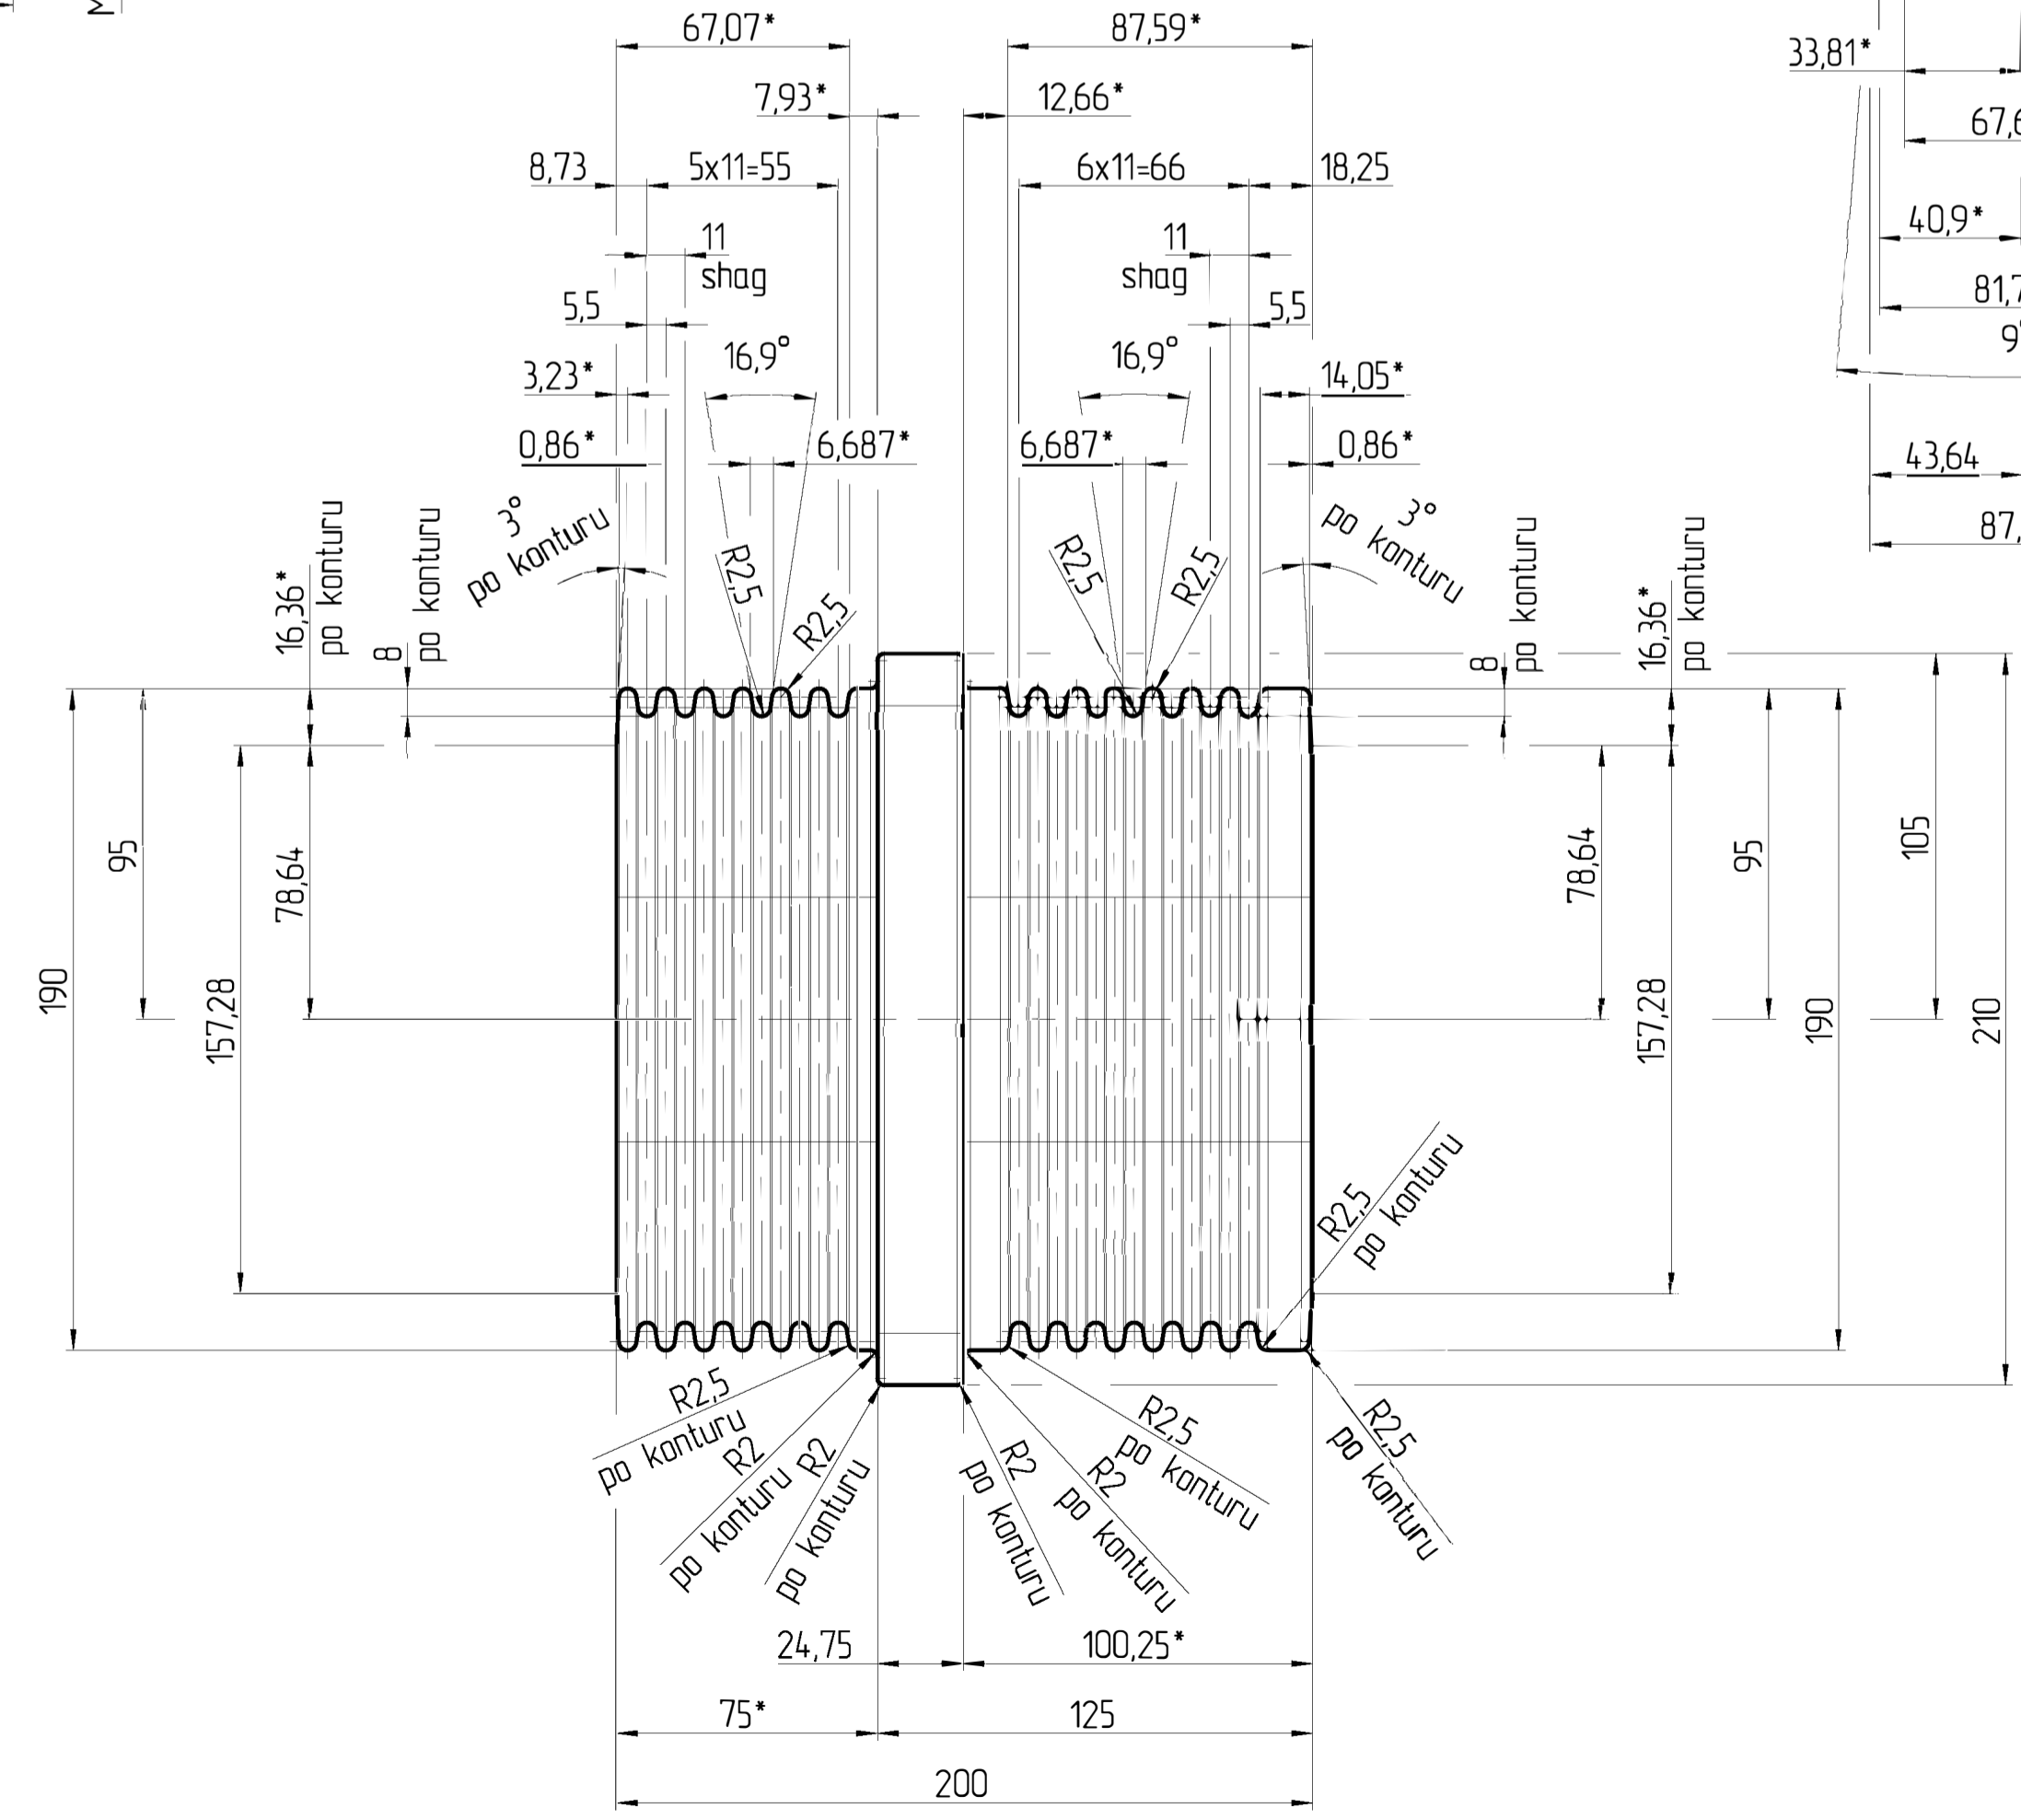 67,07*
87,59*
33,81*
7,93*
12,66*
8,73
5x11=55
6x11=66
18,25
40,9*
11
shag
11
shag
5,5
5,5
16,9°
16,9°
3,23*
14,05*
0,86*
6,687*
6,687*
0,86*
43,64
3°
po konturu
3°
po konturu
16,36*
po konturu
8
po konturu
R2,5
R2,5
R2,5
R2,5
8
po konturu
16,36*
po konturu
95
78,64
190
157,28
78,64
95
105
157,28
190
210
R2,5
po konturu
R2,5
po konturu
R2
po konturu
R2
po konturu
R2
po konturu
R2
po konturu
R2,5
po konturu
R2,5
po konturu
24,75
100,25*
75*
125
200